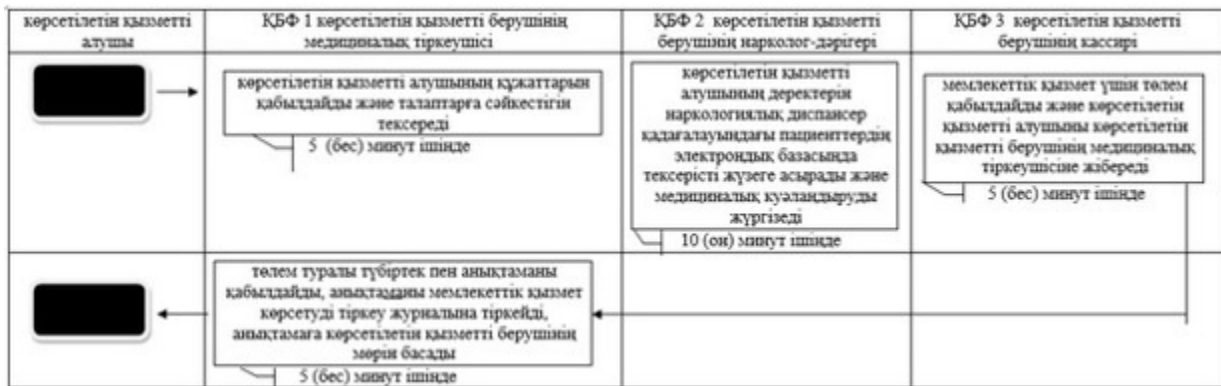 көрсетілетін қызметті
алушы
ҚБФ 1 көрсетілетін қызметті берушінің
медициналық тіркеушісі
ҚБФ 2 көрсетілетін қызметті
берушінің нарколог-дәрігері
ҚБФ 3 көрсетілетін қызметті
берушінің кассирі
көрсетілетін қызметті алушының құжаттарын
қабылдайды және талаптарға сәйкестігін
тексереді
5 (бес) минут ішінде
көрсетілетін қызметті
алушының деректерін
наркологиялық диспансер
қадағалауындағы пациенттердің
электрондық базасында
тексерісті жүзеге асырады және
медициналық куәландыруды
жүргізеді
10 (он) минут ішінде
мемлекеттік қызмет үшін төлем
қабылдайды және көрсетілетін
қызметті алушыны көрсетілетін
қызметті берушінің медициналық
тіркеушісіне жібереді
5 (бес) минут ішінде
төлем туралы түбіртек пен анықтаманы
қабылдайды, анықтаманы мемлекеттік қызмет
көрсетуді тіркеу журналына тіркейді,
анықтамаға көрсетілетін қызметті берушінің
мөрін басады
5 (бес) минут ішінде